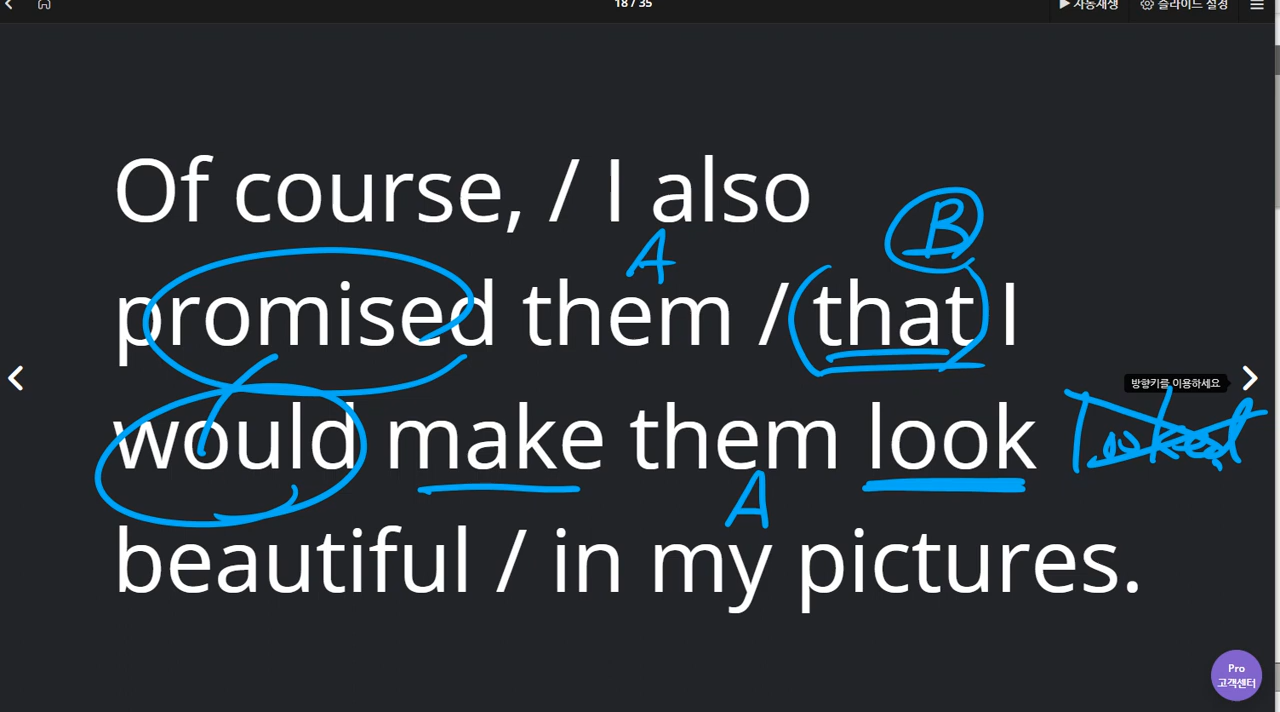 18 / 35
▶ 자동재생
슬라이드 설정
Of course, / I also
B
A
promised them / that I
방향키를 이용하세요
would make them look looked
A
beautiful / in my pictures.
Pro
고객센터